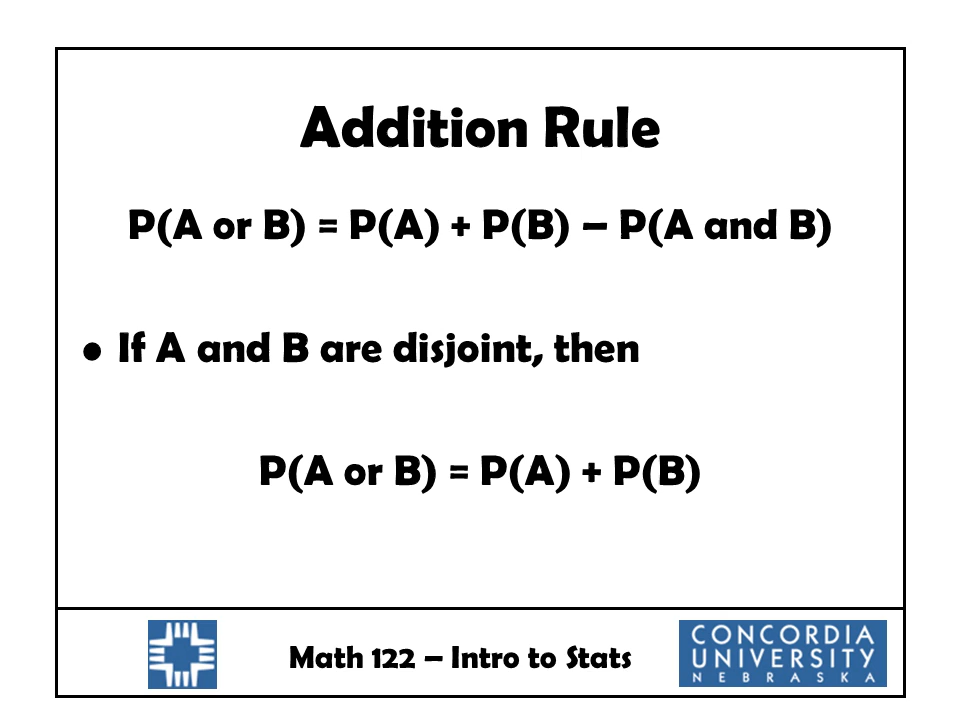 Addition Rule
P(A or B) = P(A) + P(B) – P(A and B)
• If A and B are disjoint, then
P(A or B) = P(A) + P(B)
Math 122 – Intro to Stats
CONCORDIA
UNIVERSITY
NEBRASKA